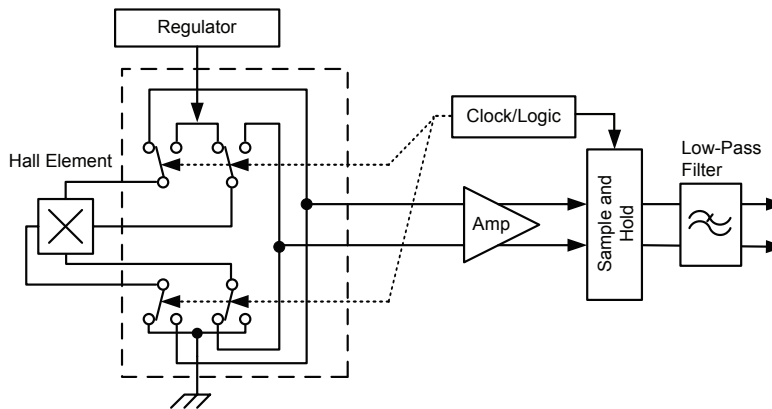 Regulator
Hall Element
Clock/Logic
Low-Pass
Filter
Amp
Sample and
Hold